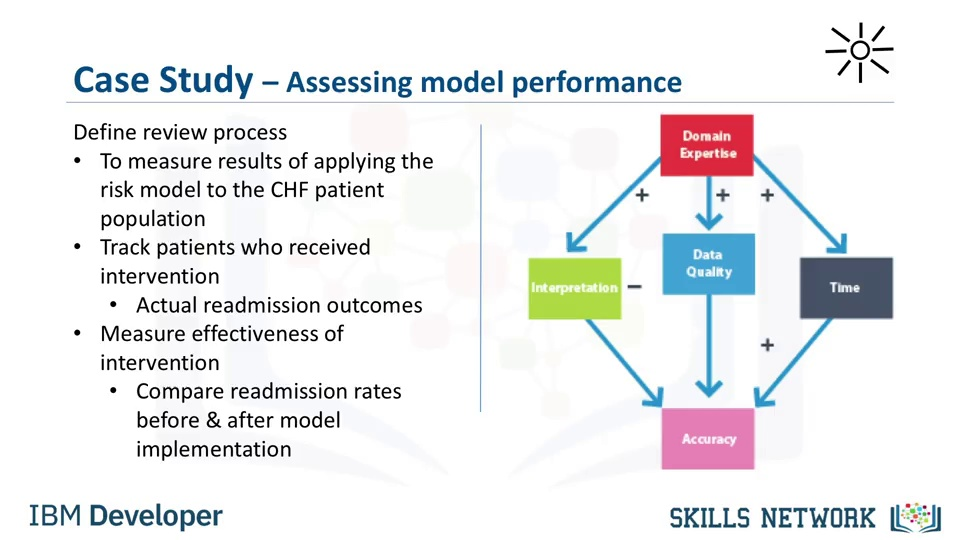 Case Study – Assessing model performance
Define review process
• To measure results of applying the
risk model to the CHF patient
population
• Track patients who received
intervention
• Actual readmission outcomes
• Measure effectiveness of
intervention
• Compare readmission rates
before & after model
implementation
Domain
Expertise
+ + +
Data
Quality
Interpretation –
Time
+
Accuracy
IBM Developer
SKILLS NETWORK